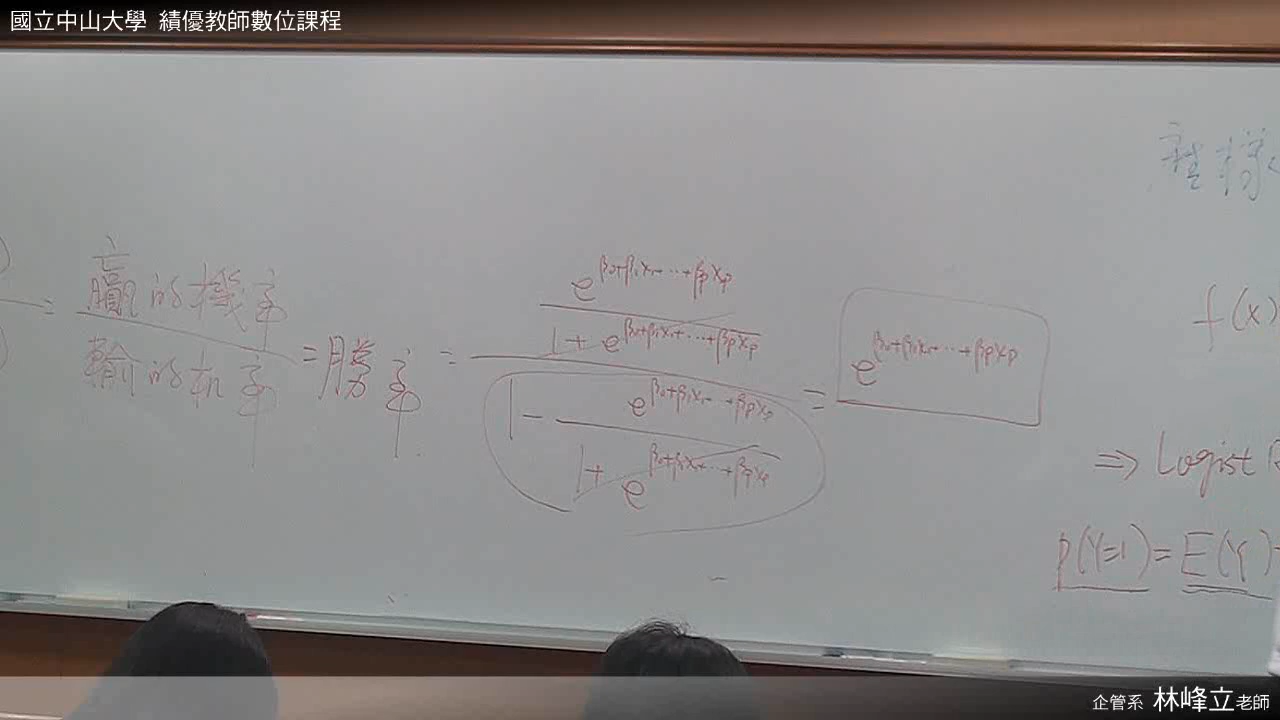 國立中山大學 績優教師數位課程
= 贏的機率 / 輸的机率 = 勝率 = (e^{β₀+β₁x₁+⋯+βₚxₚ} / (1 + e^{β₀+β₁x₁+⋯+βₚxₚ})) / (1 - e^{β₀+β₁x₁+⋯+βₚxₚ} / (1 + e^{β₀+β₁x₁+⋯+βₚxₚ})) = e^{β₀+β₁x₁+⋯+βₚxₚ}
樣
f(x)
⇒ Logist
P(Y=1) = E(Y)
企管系 林峰立老師